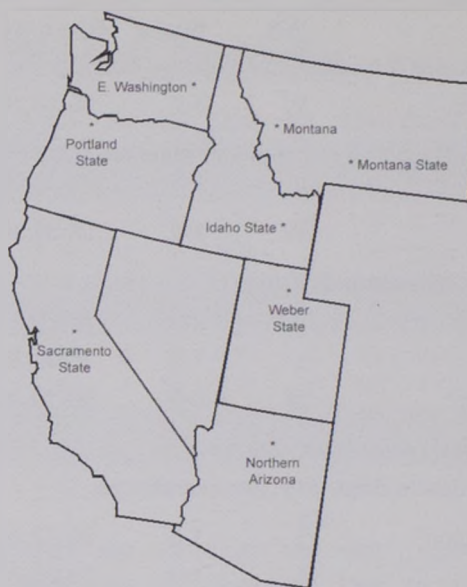 E. Washington *
* Montana
Portland
State
* Montana State
Idaho State *
Weber
State
Sacramento
State
Northern
Arizona